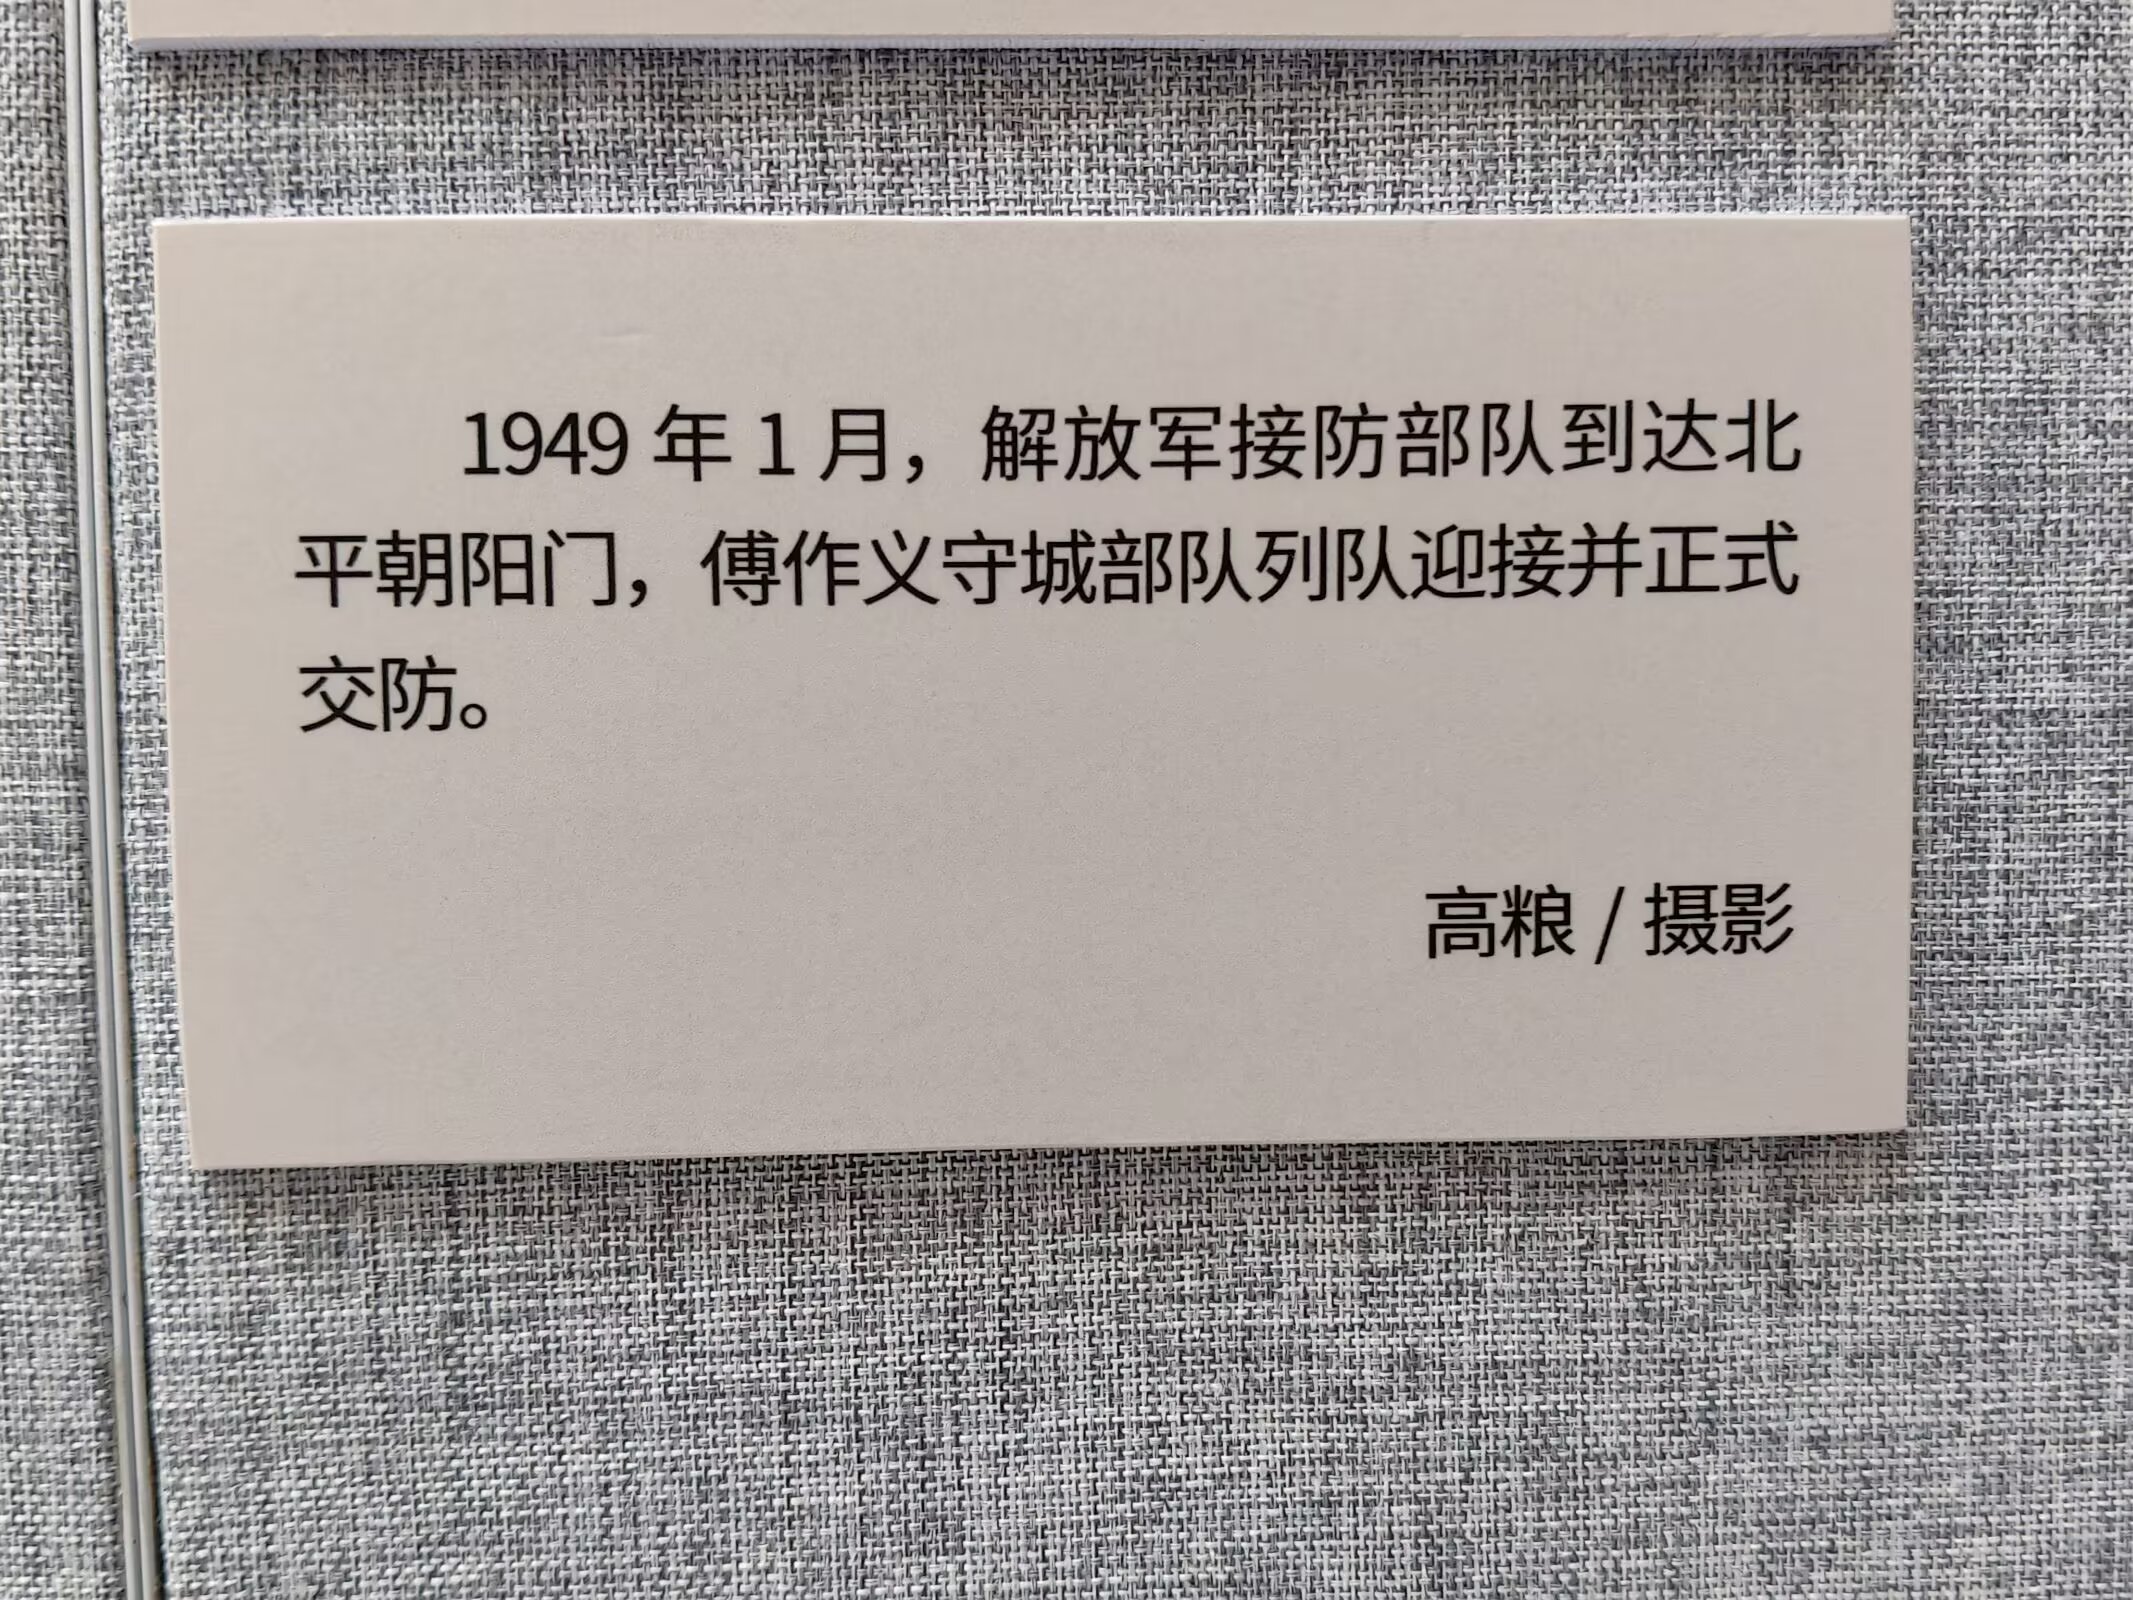 1949 年 1 月，解放军接防部队到达北
平朝阳门，傅作义守城部队列队迎接并正式
交防。
高粮 / 摄影